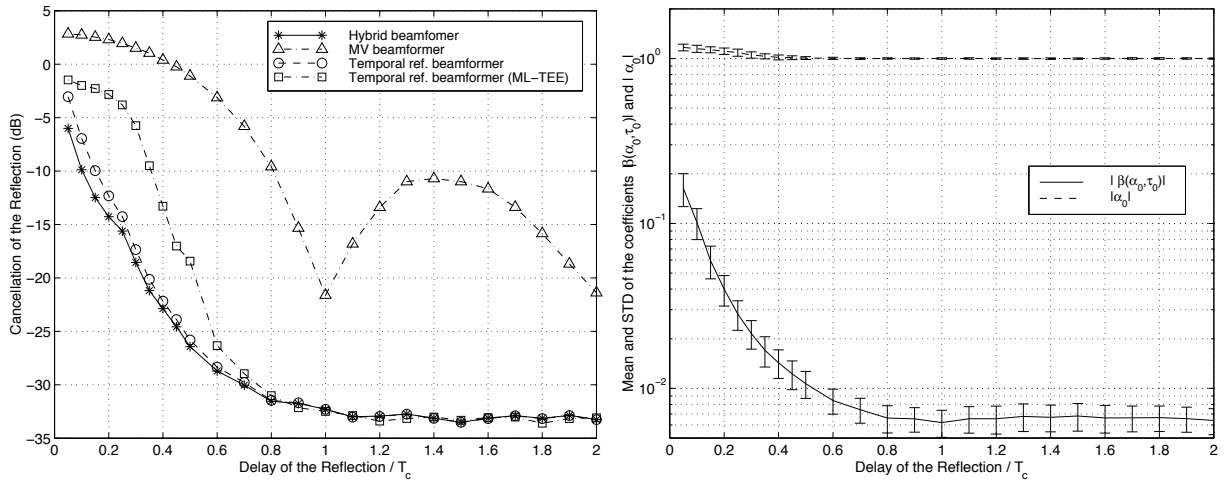 5
0
−5
−10
−15
−20
−25
−30
−35
Cancellation of the Reflection (dB)
Hybrid beamfomer
MV beamformer
Temporal ref. beamformer
Temporal ref. beamformer (ML-TEE)
0 0.2 0.4 0.6 0.8 1 1.2 1.4 1.6 1.8 2
Delay of the Reflection / T_c
Mean and STD of the coefficients |β(α_0,τ_0)| and |α_0|
10^0
10^−1
10^−2
| β(α_0,τ_0)|
|α_0|
0 0.2 0.4 0.6 0.8 1 1.2 1.4 1.6 1.8 2
Delay of the Reflection / T_c